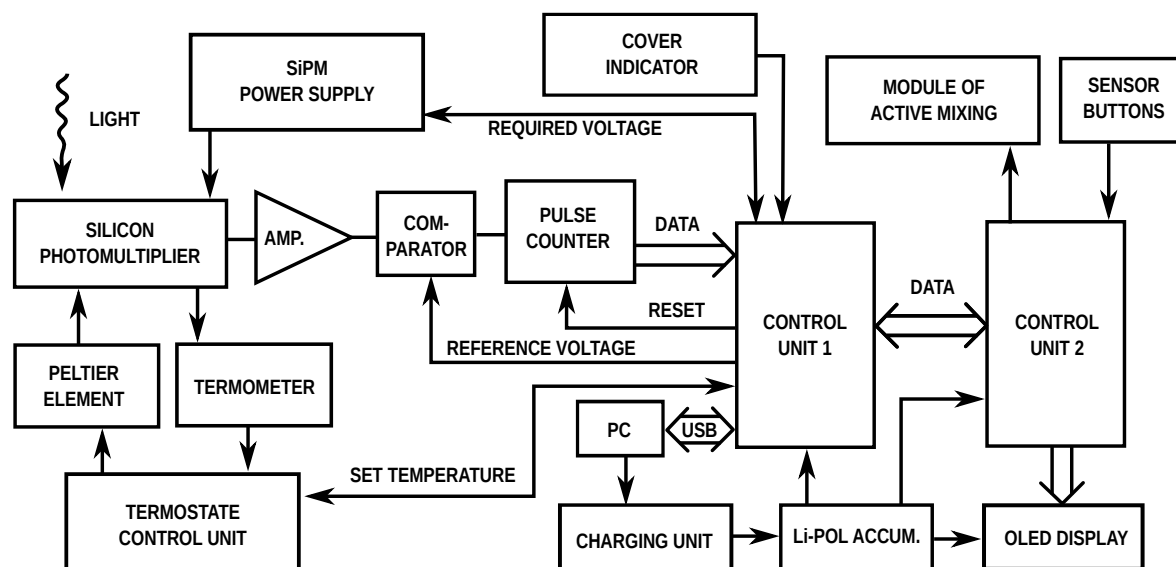 SiPM
POWER SUPPLY
COVER
INDICATOR
MODULE OF
ACTIVE MIXING
SENSOR
BUTTONS
LIGHT
REQUIRED VOLTAGE
SILICON
PHOTOMULTIPLIER
AMP.
COM-
PARATOR
PULSE
COUNTER
DATA
RESET
REFERENCE VOLTAGE
CONTROL
UNIT 1
DATA
CONTROL
UNIT 2
PELTIER
ELEMENT
TERMOMETER
PC
USB
SET TEMPERATURE
TERMOSTATE
CONTROL UNIT
CHARGING UNIT
Li-POL ACCUM.
OLED DISPLAY